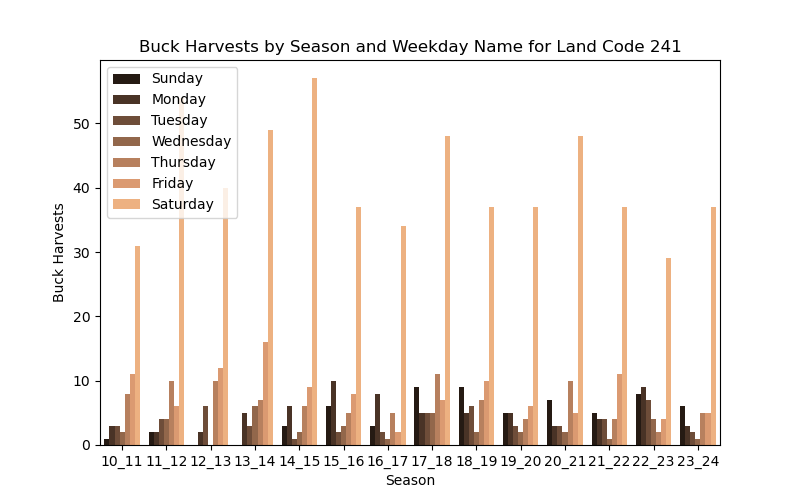 Buck Harvests by Season and Weekday Name for Land Code 241
Sunday
Monday
Tuesday
Wednesday
Thursday
Friday
Saturday
50
40
30
20
10
0
Buck Harvests
10_11 11_12 12_13 13_14 14_15 15_16 16_17 17_18 18_19 19_20 20_21 21_22 22_23 23_24
Season